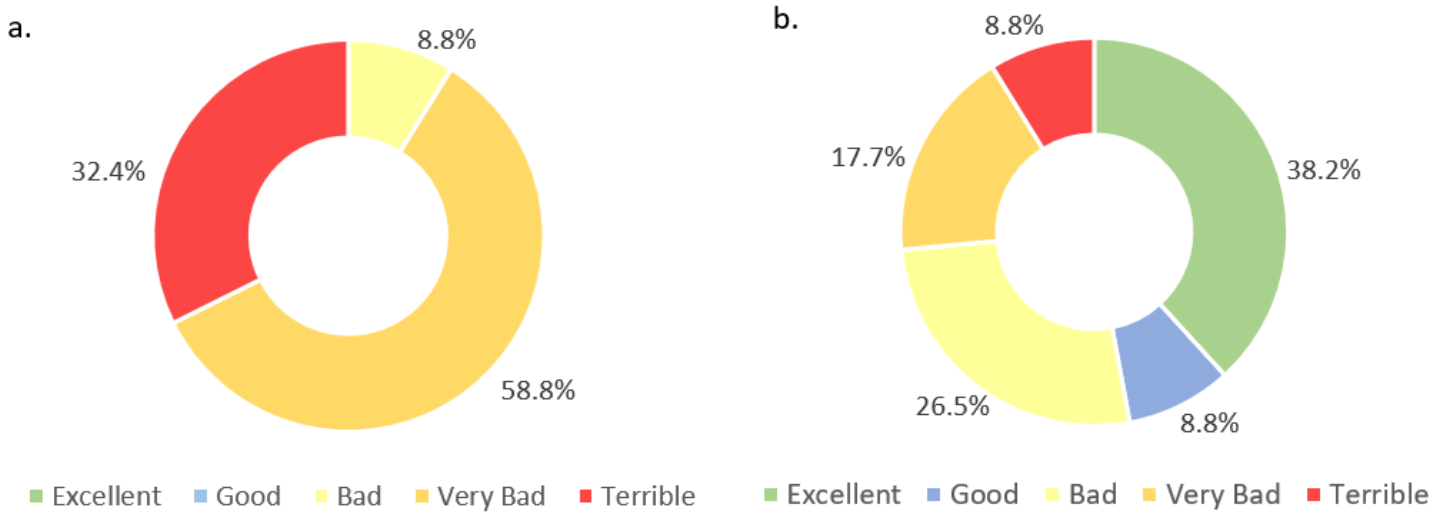 a.
8.8%
32.4%
58.8%
Excellent Good Bad Very Bad Terrible
b.
8.8%
17.7%
38.2%
26.5%
8.8%
Excellent Good Bad Very Bad Terrible